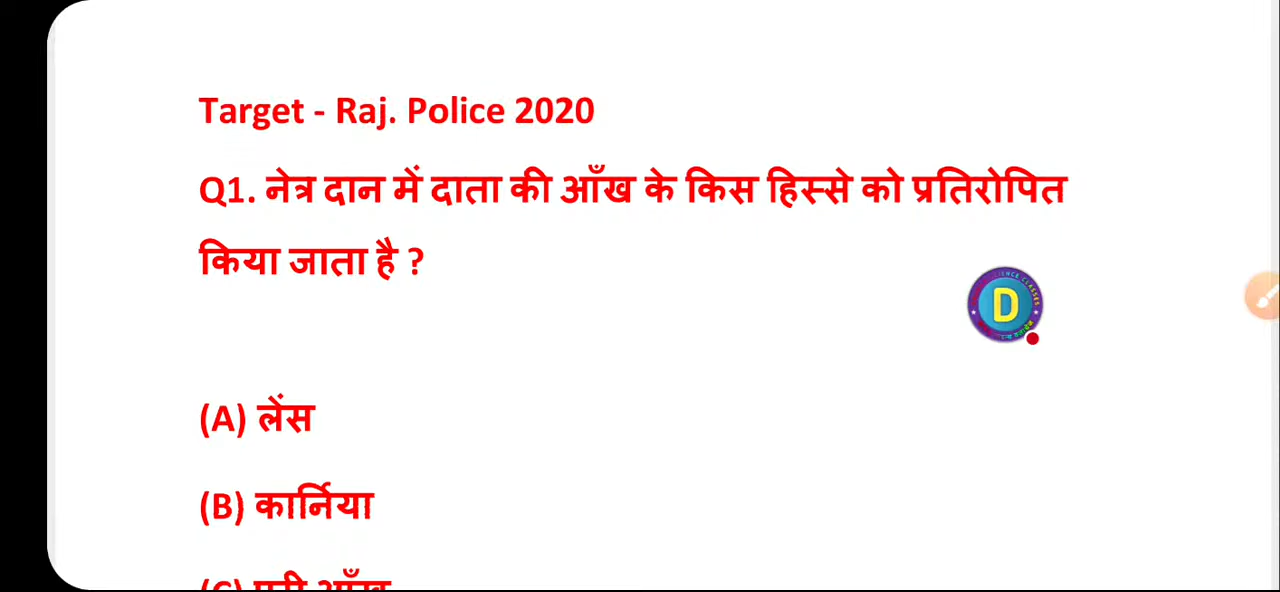 Target - Raj. Police 2020
Q1. नेत्र दान में दाता की आँख के किस हिस्से को प्रतिरोपित
किया जाता है ?
D
(A) लेंस
(B) कार्निया